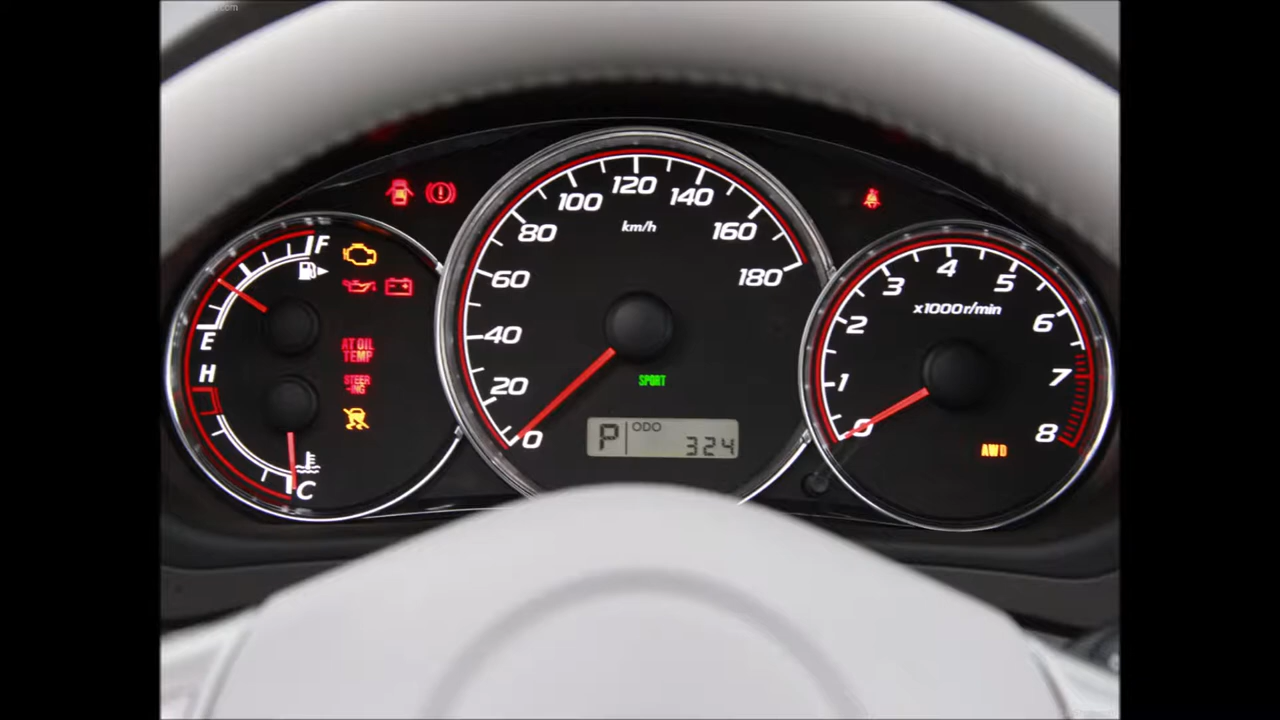 .com
120
100
140
km/h
80
160
F
60
180
4
3
5
x1000r/min
2
6
40
E
AT OIL
TEMP
H
20
SPORT
1
7
STEER
-ING
0
0
8
P
ODO
324
AWD
C